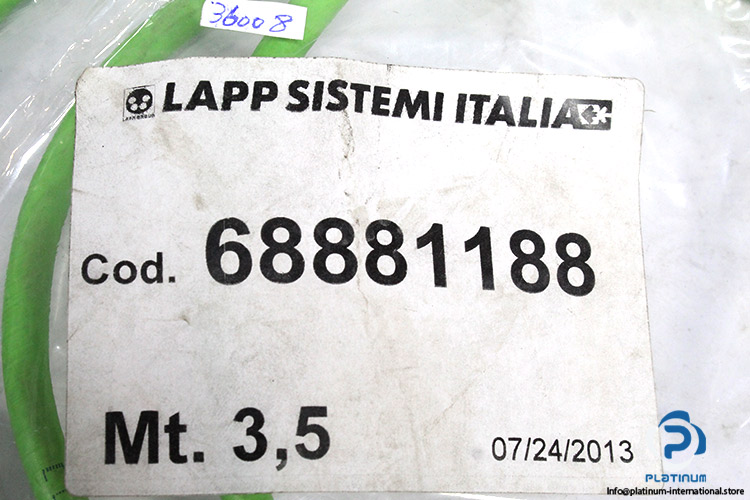 36008
LAPP SISTEMI ITALIA
Cod. 68881188
Mt. 3,5
07/24/2013
PLATINUM
Info@platinum-international.store